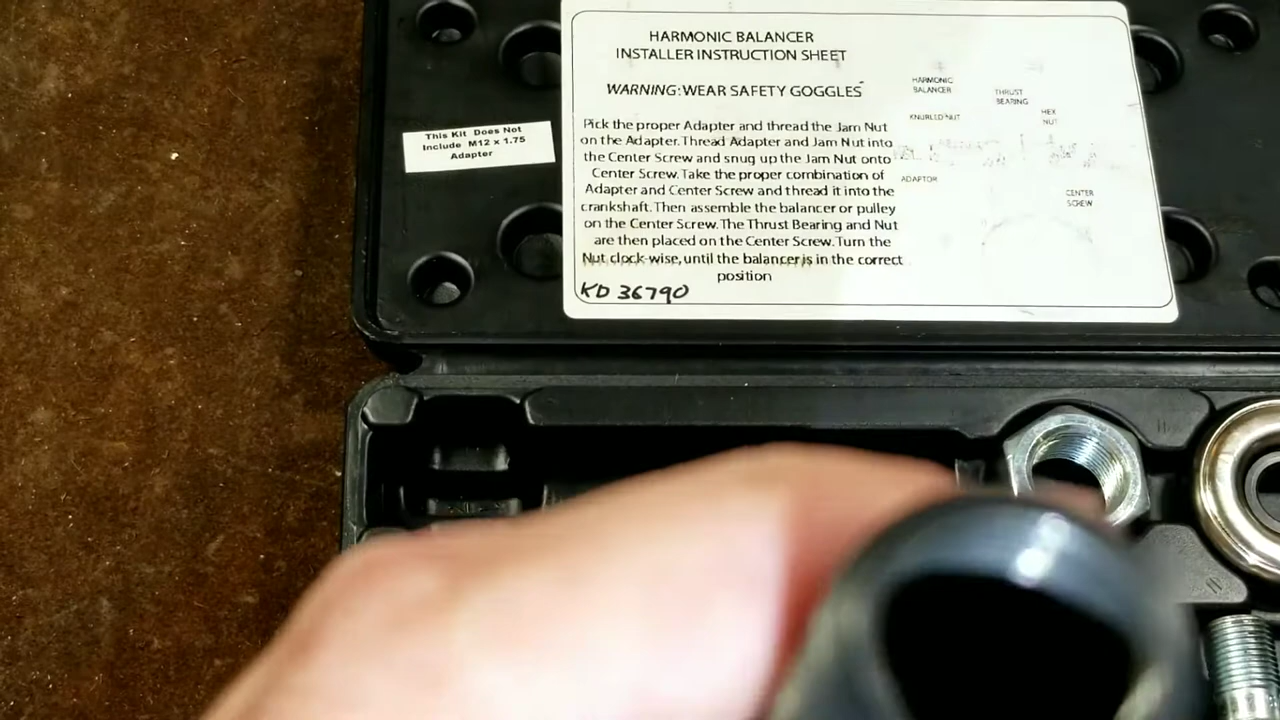 HARMONIC BALANCER
INSTALLER INSTRUCTION SHEET
WARNING: WEAR SAFETY GOGGLES
Pick the proper Adapter and thread the Jam Nut
on the Adapter. Thread Adapter and Jam Nut into
the Center Screw and snug up the Jam Nut onto
Center Screw. Take the proper combination of
Adapter and Center Screw and thread it into the
crankshaft. Then assemble the balancer or pulley
on the Center Screw. The Thrust Bearing and Nut
are then placed on the Center Screw. Turn the
Nut clock-wise, until the balancer is in the correct
position
KD 36790
HARMONIC
BALANCER
THRUST
BEARING
HEX
NUT
KNURLED NUT
ADAPTOR
CENTER
SCREW
This Kit Does Not
Include M12 x 1.75
Adapter